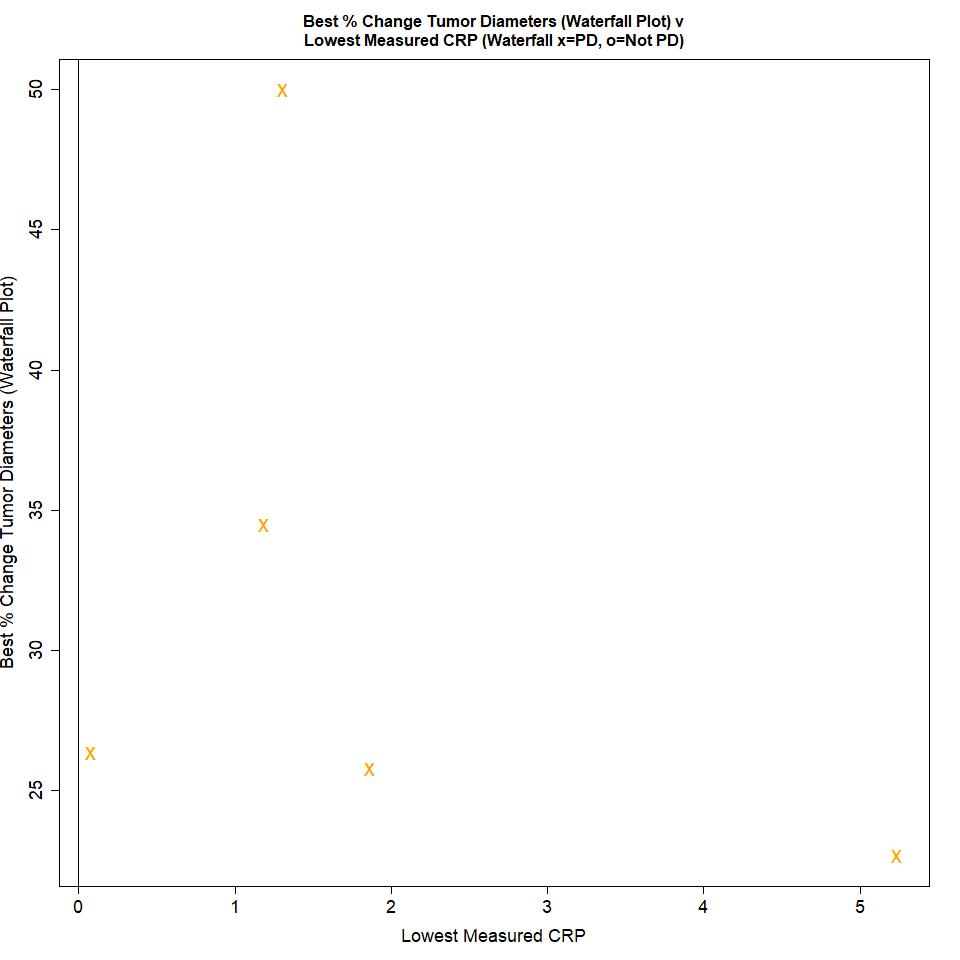 Best % Change Tumor Diameters (Waterfall Plot) v
Lowest Measured CRP (Waterfall x=PD, o=Not PD)
Best % Change Tumor Diameters (Waterfall Plot)
50
45
40
35
30
25
X
X
X
X
X
0 1 2 3 4 5
Lowest Measured CRP